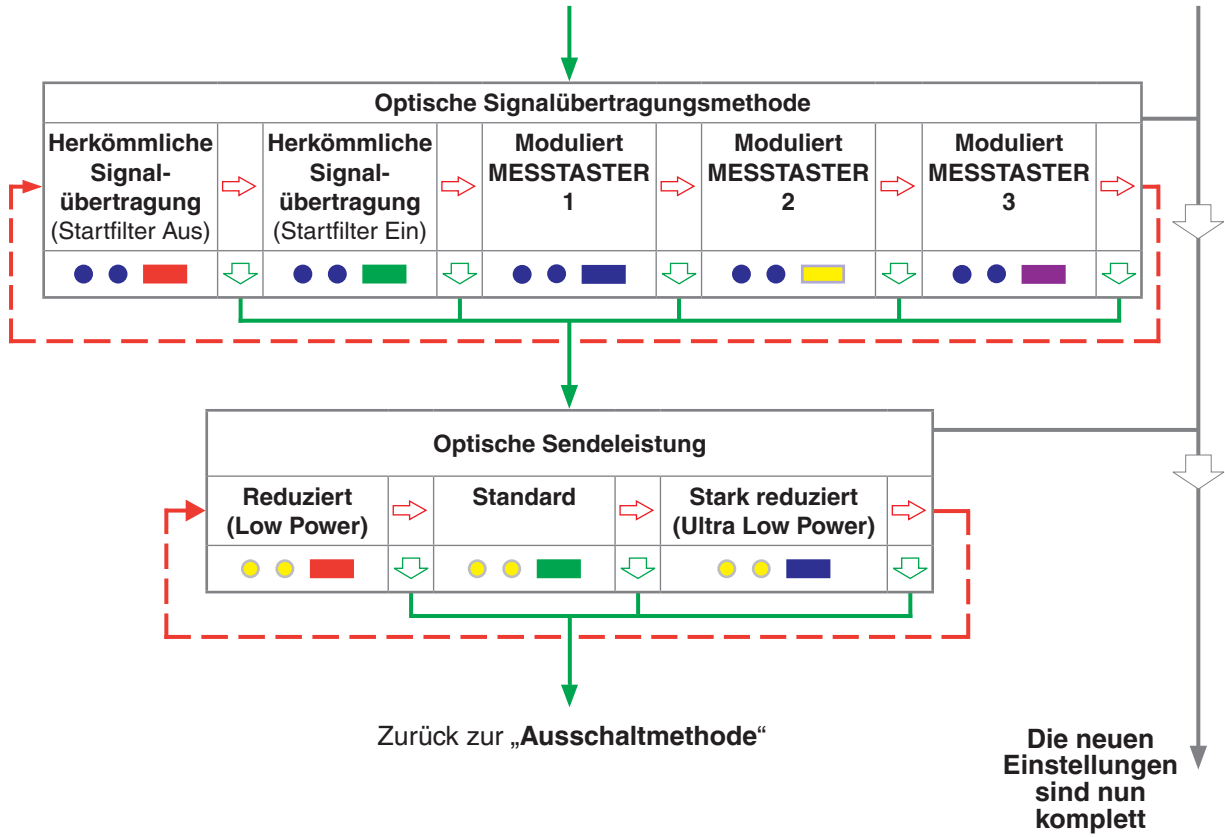 Optische Signalübertragungsmethode
Herkömmliche
Signal-
übertragung
(Startfilter Aus)
Herkömmliche
Signal-
übertragung
(Startfilter Ein)
Moduliert
MESSTASTER
1
Moduliert
MESSTASTER
2
Moduliert
MESSTASTER
3
Optische Sendeleistung
Reduziert
(Low Power)
Standard
Stark reduziert
(Ultra Low Power)
Zurück zur „Ausschaltmethode“
Die neuen
Einstellungen
sind nun
komplett